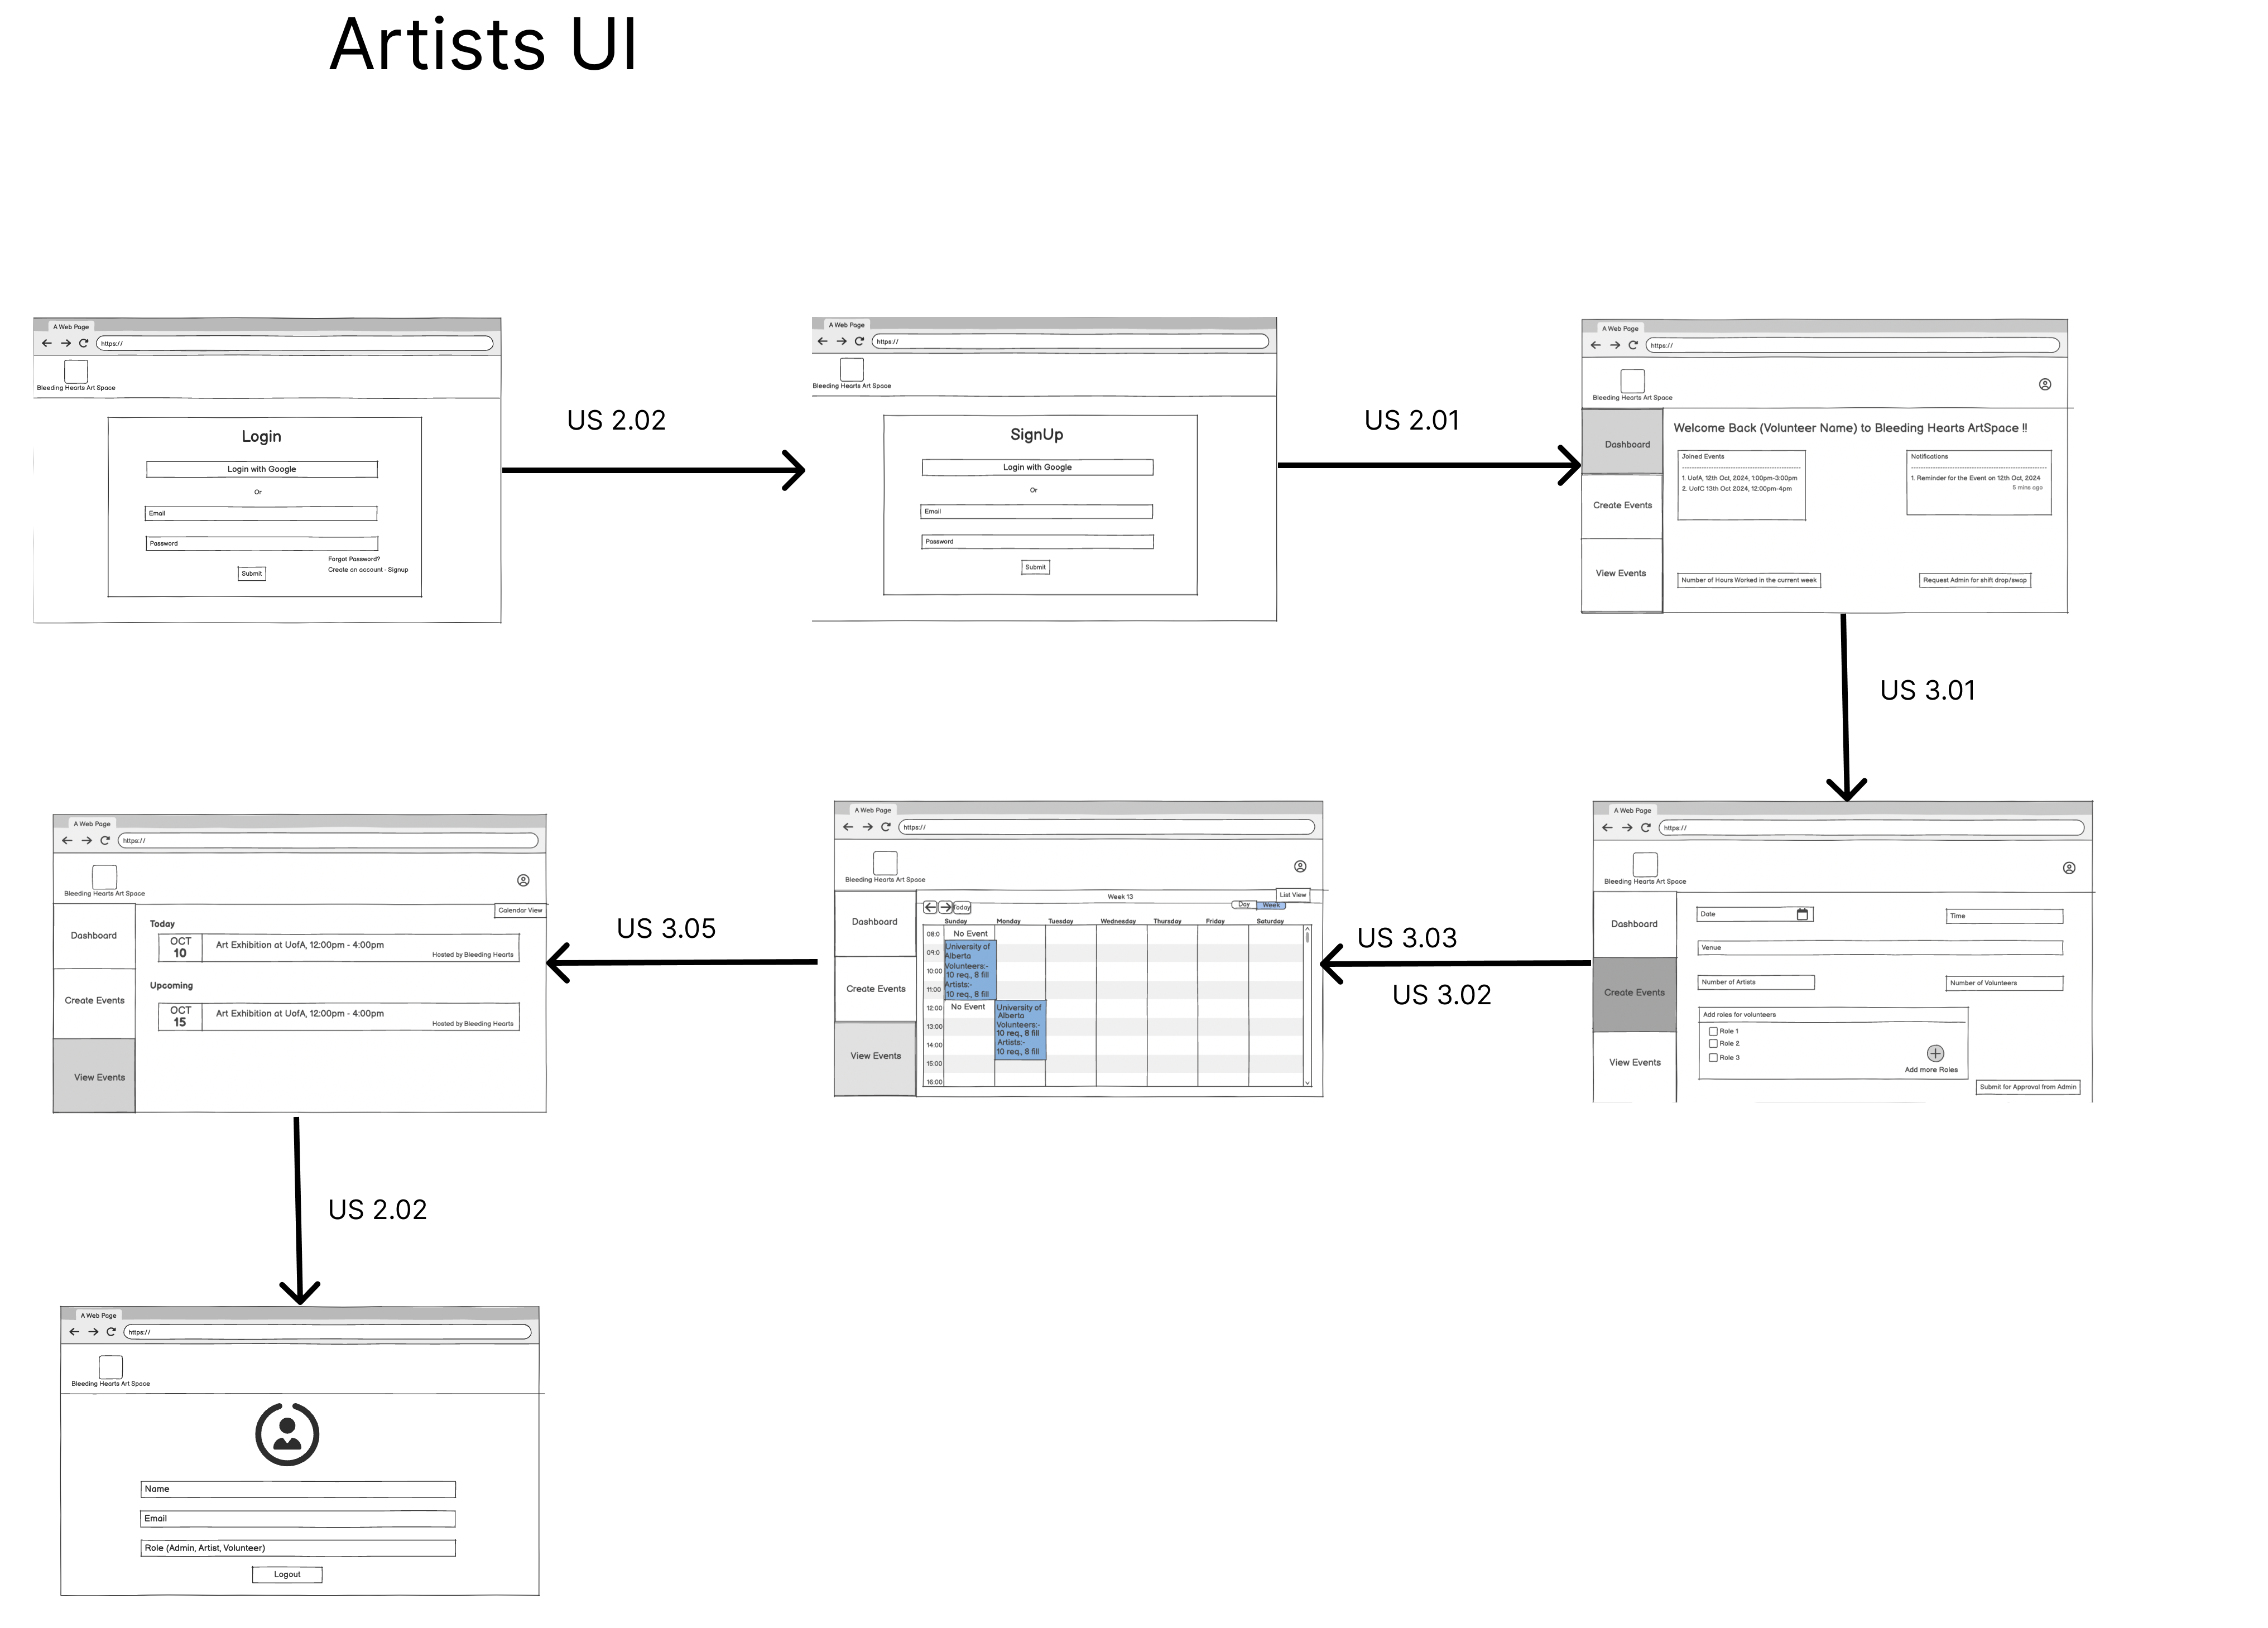 Artists UI
A Web Page
https://
Bleeding Hearts Art Space
Login
Login with Google
Or
Email
Password
Forgot Password?
Create an account - Signup
Submit
US 2.02
A Web Page
https://
Bleeding Hearts Art Space
SignUp
Login with Google
Or
Email
Password
Submit
US 2.01
A Web Page
https://
Bleeding Hearts Art Space
Dashboard
Create Events
View Events
Welcome Back (Volunteer Name) to Bleeding Hearts ArtSpace !!
Joined Events
1. UofA, 12th Oct, 2024, 1:00pm-3:00pm
2. UofC 13th Oct 2024, 12:00pm-4pm
Notifications
1. Reminder for the Event on 12th Oct, 2024
5 mins ago
Number of Hours Worked in the current week
Request Admin for shift drop/swap
US 3.01
A Web Page
https://
Bleeding Hearts Art Space
Dashboard
Create Events
View Events
Date
Time
Venue
Number of Artists
Number of Volunteers
Add roles for volunteers
Role 1
Role 2
Role 3
Add more Roles
Submit for Approval from Admin
US 3.03
US 3.02
A Web Page
https://
Bleeding Hearts Art Space
Dashboard
Create Events
View Events
Week 13
List View
Today
Day
Week
Sunday Monday Tuesday Wednesday Thursday Friday Saturday
08:0
09:0
10:00
11:00
12:00
13:00
14:00
15:00
16:00
No Event
University of
Alberta
Volunteers:-
10 req., 8 fill
Artists:-
10 req., 8 fill
No Event
University of
Alberta
Volunteers:-
10 req., 8 fill
Artists:-
10 req., 8 fill
US 3.05
A Web Page
https://
Bleeding Hearts Art Space
Dashboard
Create Events
View Events
Calendar View
Today
OCT
10
Art Exhibition at UofA, 12:00pm - 4:00pm
Hosted by Bleeding Hearts
Upcoming
OCT
15
Art Exhibition at UofA, 12:00pm - 4:00pm
Hosted by Bleeding Hearts
US 2.02
A Web Page
https://
Bleeding Hearts Art Space
Name
Email
Role (Admin, Artist, Volunteer)
Logout